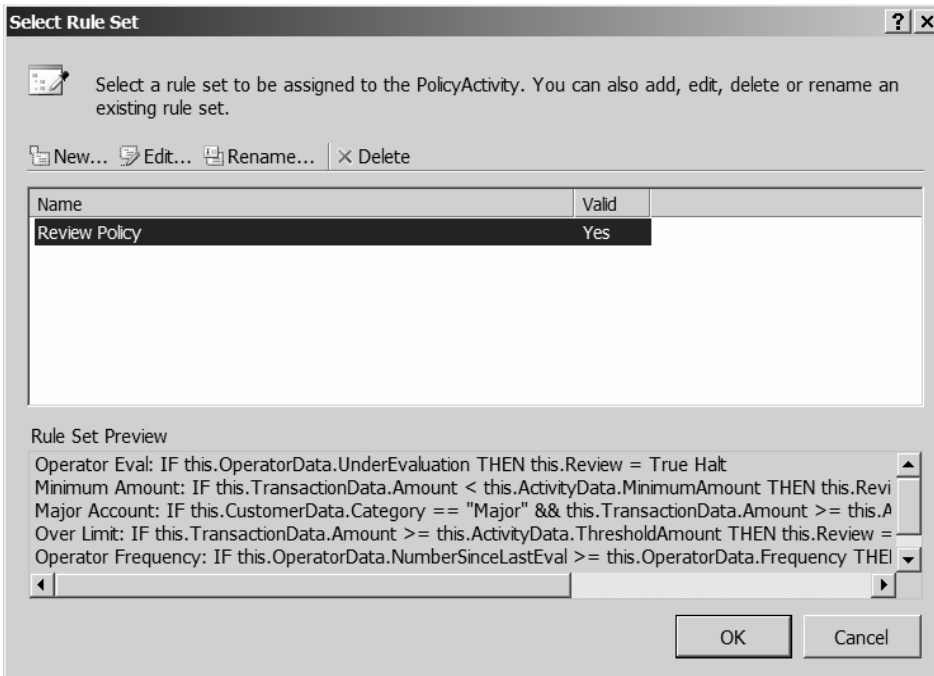 Select Rule Set
Select a rule set to be assigned to the PolicyActivity. You can also add, edit, delete or rename an
existing rule set.
New... Edit... Rename... Delete
Name Valid
Review Policy Yes
Rule Set Preview
Operator Eval: IF this.OperatorData.UnderEvaluation THEN this.Review = True Halt
Minimum Amount: IF this.TransactionData.Amount < this.ActivityData.MinimumAmount THEN this.Revi
Major Account: IF this.CustomerData.Category == "Major" && this.TransactionData.Amount >= this.A
Over Limit: IF this.TransactionData.Amount >= this.ActivityData.ThresholdAmount THEN this.Review =
Operator Frequency: IF this.OperatorData.NumberSinceLastEval >= this.OperatorData.Frequency THE
OK Cancel